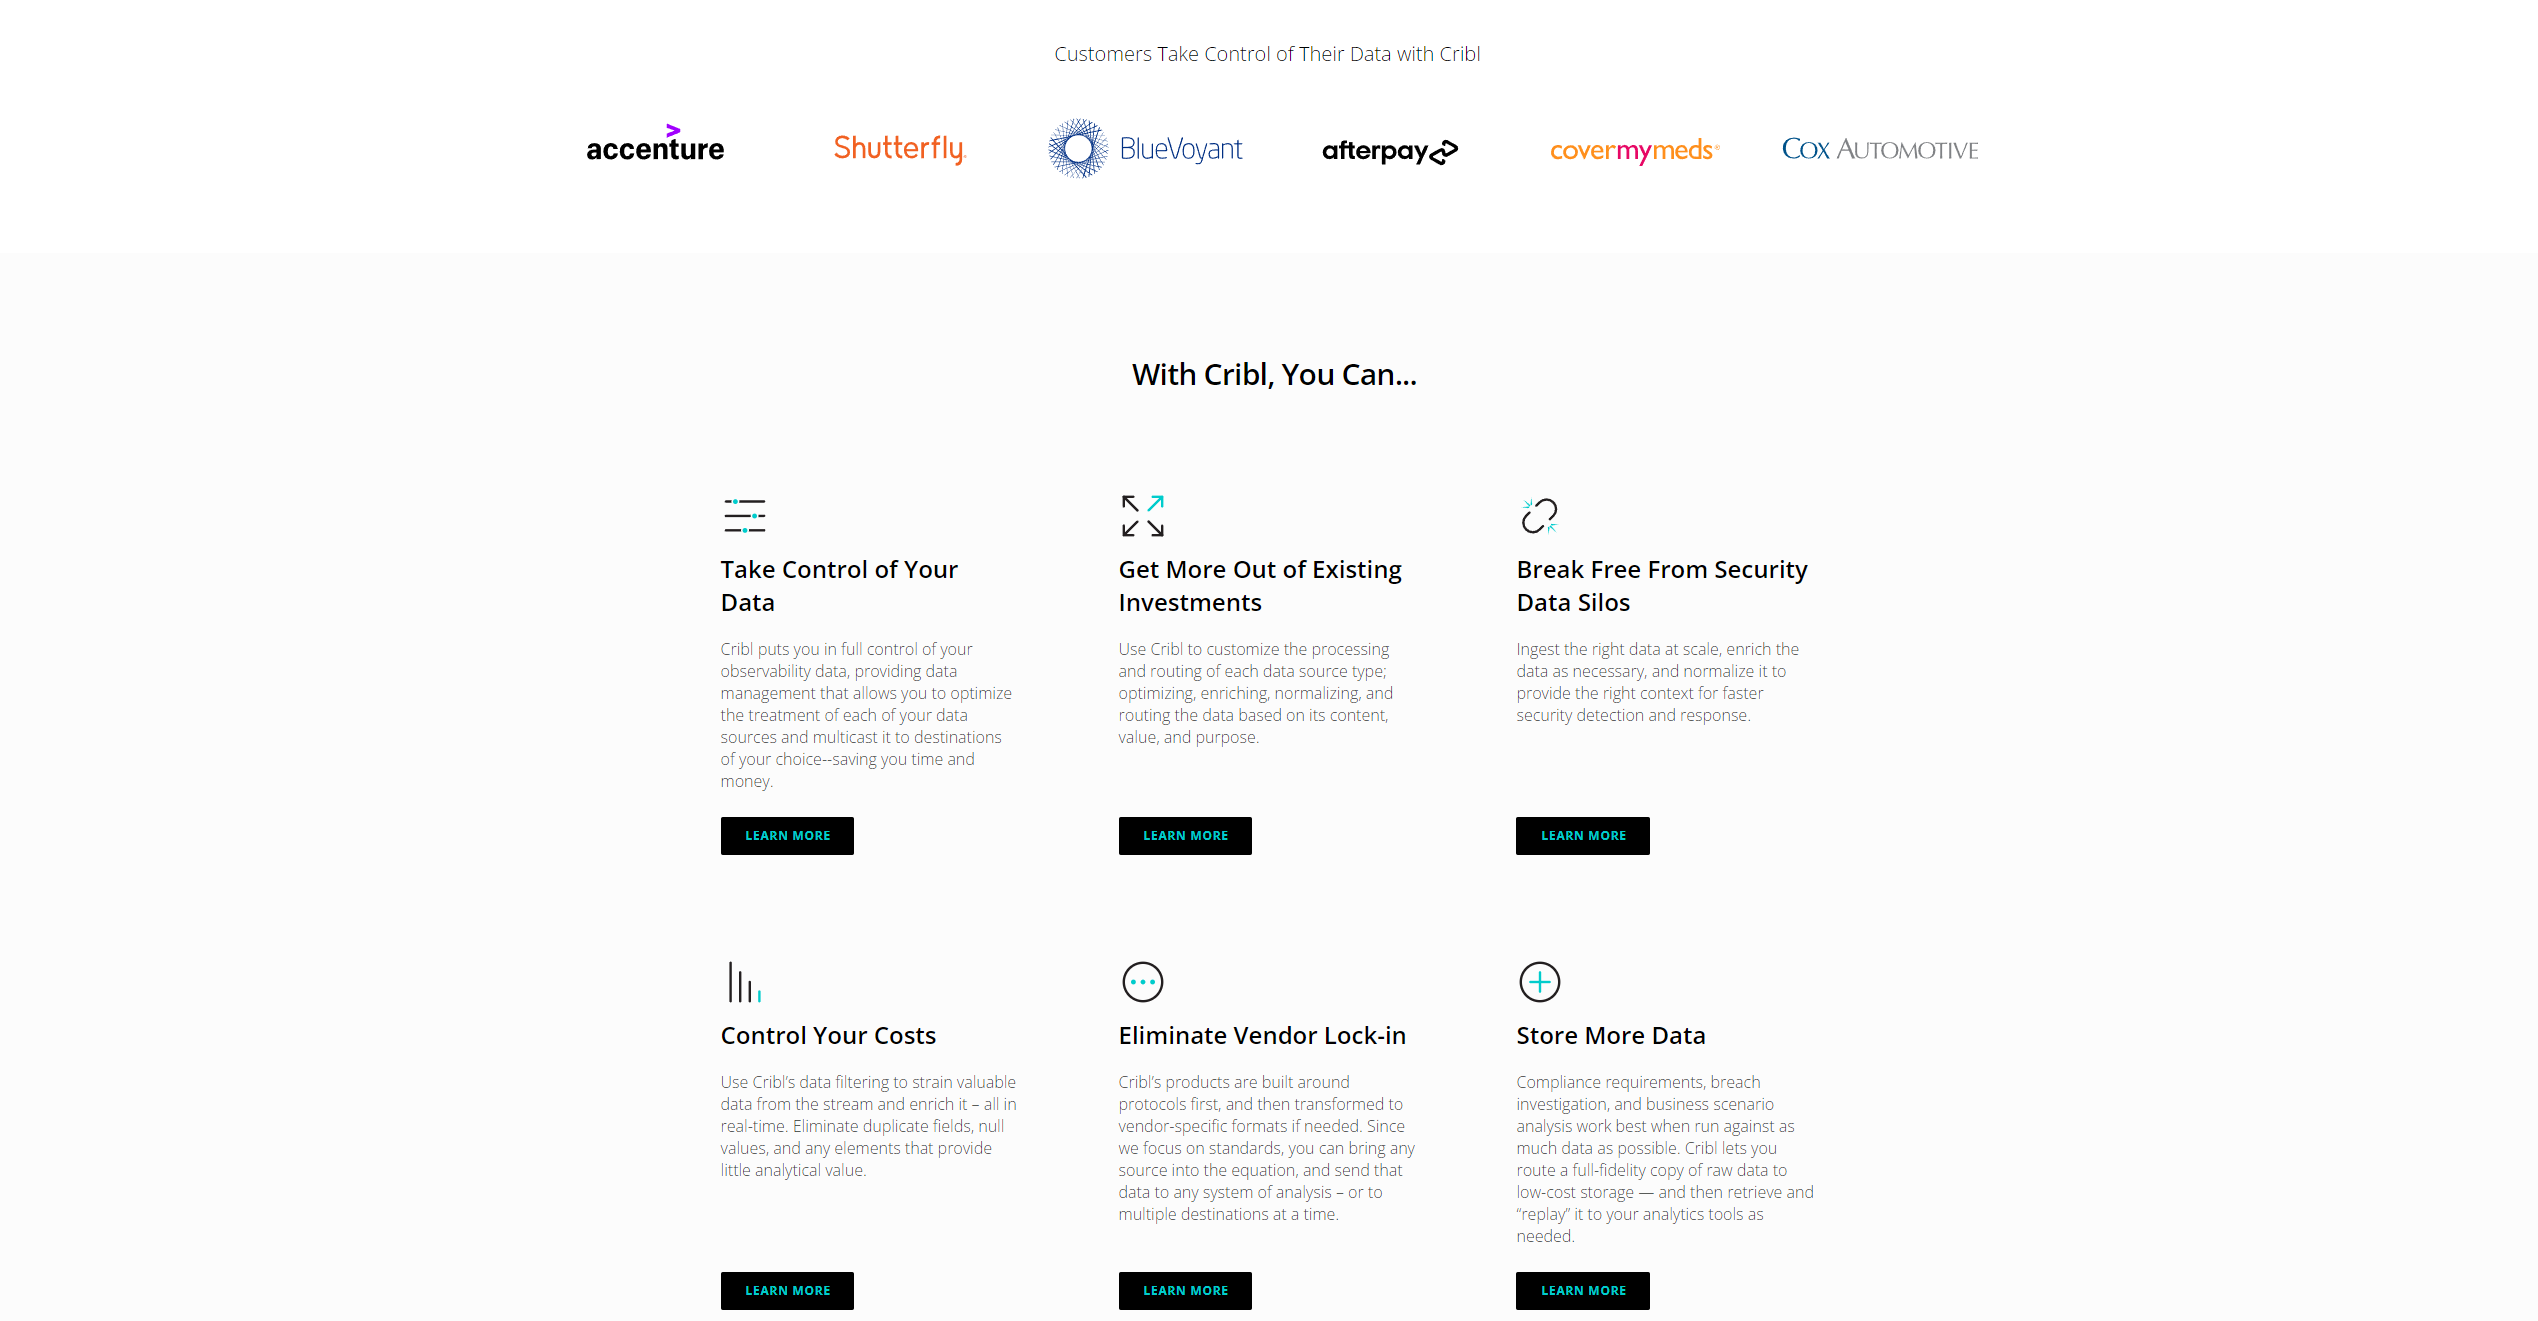 Customers Take Control of Their Data with Cribl
accenture
Shutterfly
BlueVoyant
afterpay
covermymeds®
COX AUTOMOTIVE
With Cribl, You Can...
Take Control of Your
Data
Cribl puts you in full control of your
observability data, providing data
management that allows you to optimize
the treatment of each of your data
sources and multicast it to destinations
of your choice--saving you time and
money.
LEARN MORE
Get More Out of Existing
Investments
Use Cribl to customize the processing
and routing of each data source type;
optimizing, enriching, normalizing, and
routing the data based on its content,
value, and purpose.
LEARN MORE
Break Free From Security
Data Silos
Ingest the right data at scale, enrich the
data as necessary, and normalize it to
provide the right context for faster
security detection and response.
LEARN MORE
Control Your Costs
Use Cribl’s data filtering to strain valuable
data from the stream and enrich it – all in
real-time. Eliminate duplicate fields, null
values, and any elements that provide
little analytical value.
LEARN MORE
Eliminate Vendor Lock-in
Cribl’s products are built around
protocols first, and then transformed to
vendor-specific formats if needed. Since
we focus on standards, you can bring any
source into the equation, and send that
data to any system of analysis – or to
multiple destinations at a time.
LEARN MORE
Store More Data
Compliance requirements, breach
investigation, and business scenario
analysis work best when run against as
much data as possible. Cribl lets you
route a full-fidelity copy of raw data to
low-cost storage — and then retrieve and
“replay” it to your analytics tools as
needed.
LEARN MORE